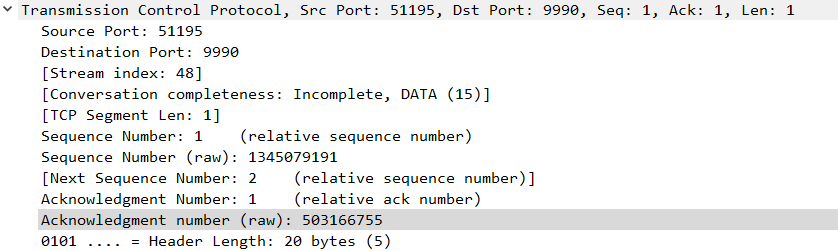 Transmission Control Protocol, Src Port: 51195, Dst Port: 9990, Seq: 1, Ack: 1, Len: 1
Source Port: 51195
Destination Port: 9990
[Stream index: 48]
[Conversation completeness: Incomplete, DATA (15)]
[TCP Segment Len: 1]
Sequence Number: 1    (relative sequence number)
Sequence Number (raw): 1345079191
[Next Sequence Number: 2    (relative sequence number)]
Acknowledgment Number: 1    (relative ack number)
Acknowledgment number (raw): 503166755
0101 .... = Header Length: 20 bytes (5)